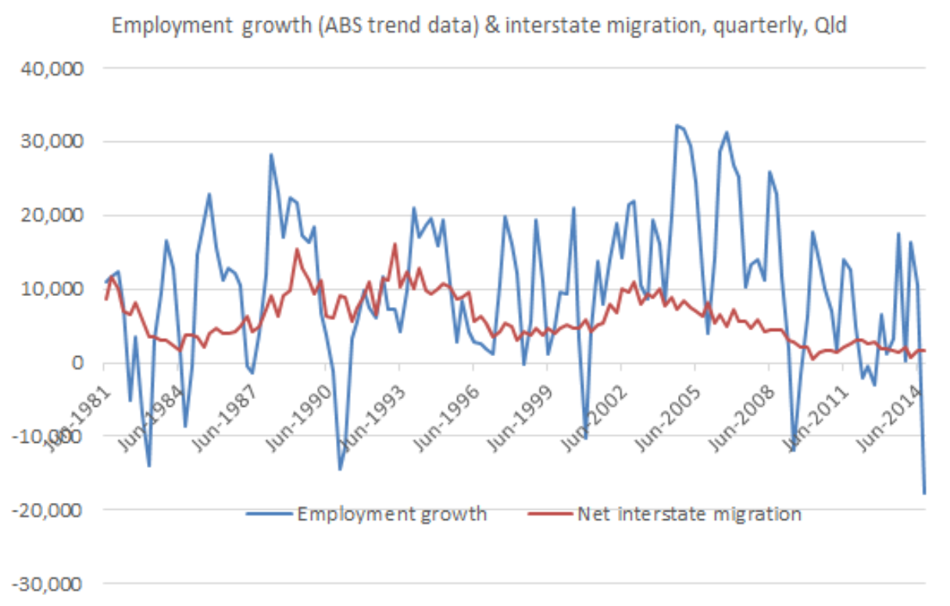 Employment growth (ABS trend data) & interstate migration, quarterly, Qld
40,000
30,000
20,000
10,000
0
-10,000
-20,000
-30,000
Jun-1981
Jun-1984
Jun-1987
Jun-1990
Jun-1993
Jun-1996
Jun-1999
Jun-2002
Jun-2005
Jun-2008
Jun-2011
Jun-2014
Employment growth
Net interstate migration